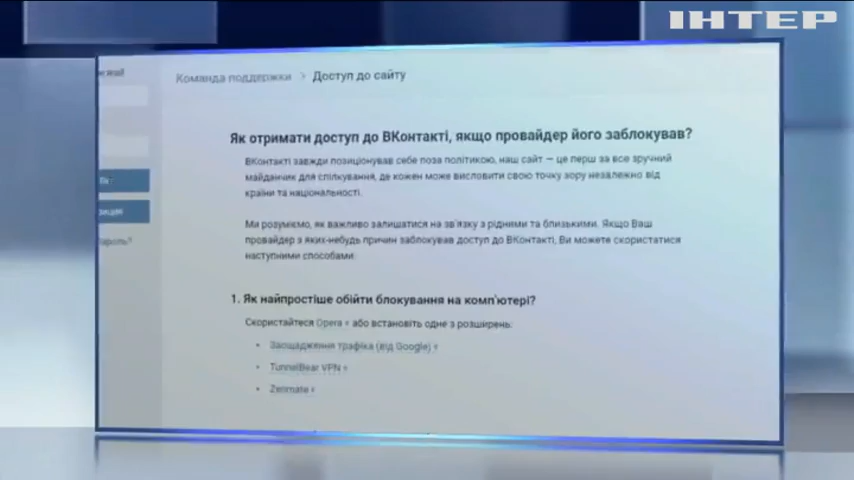 ІНТЕР
Команда поддержки › Доступ до сайту
Як отримати доступ до ВКонтакті, якщо провайдер його заблокував?
ВКонтакті завжди позиціонував себе поза політикою, наш сайт — це перш за все зручний
майданчик для спілкування, де кожен може висловити свою точку зору незалежно від
країни та національності.
Ми розуміємо, як важливо залишатися на зв'язку з рідними та близькими. Якщо Ваш
провайдер з яких-небудь причин заблокував доступ до ВКонтакті, Ви можете скористатися
наступними способами.
1. Як найпростіше обійти блокування на комп'ютері?
Скористайтеся Opera або встановіть одне з розширень:
• Заощадження трафіка (від Google)
• TunnelBear VPN
• Zenmate